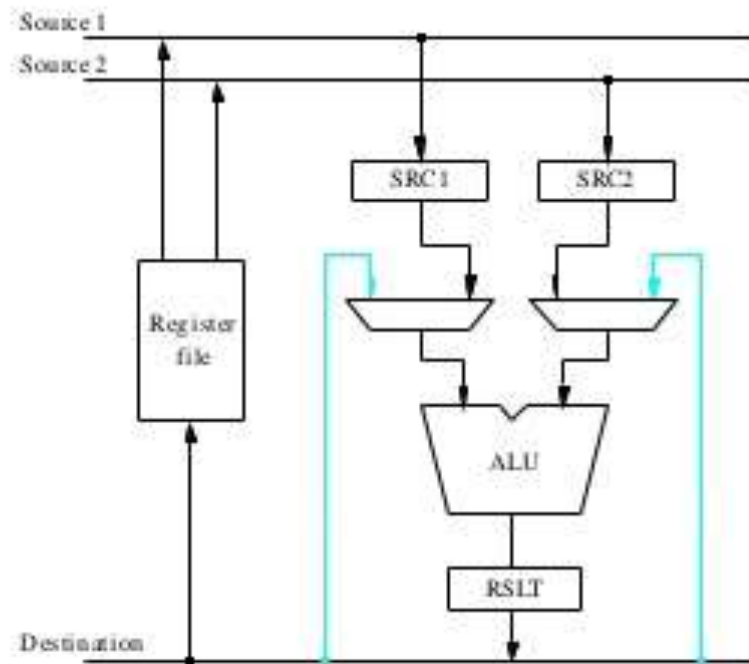 Source 1
Source 2
SRC1
SRC2
Register
file
ALU
RSLT
Destination